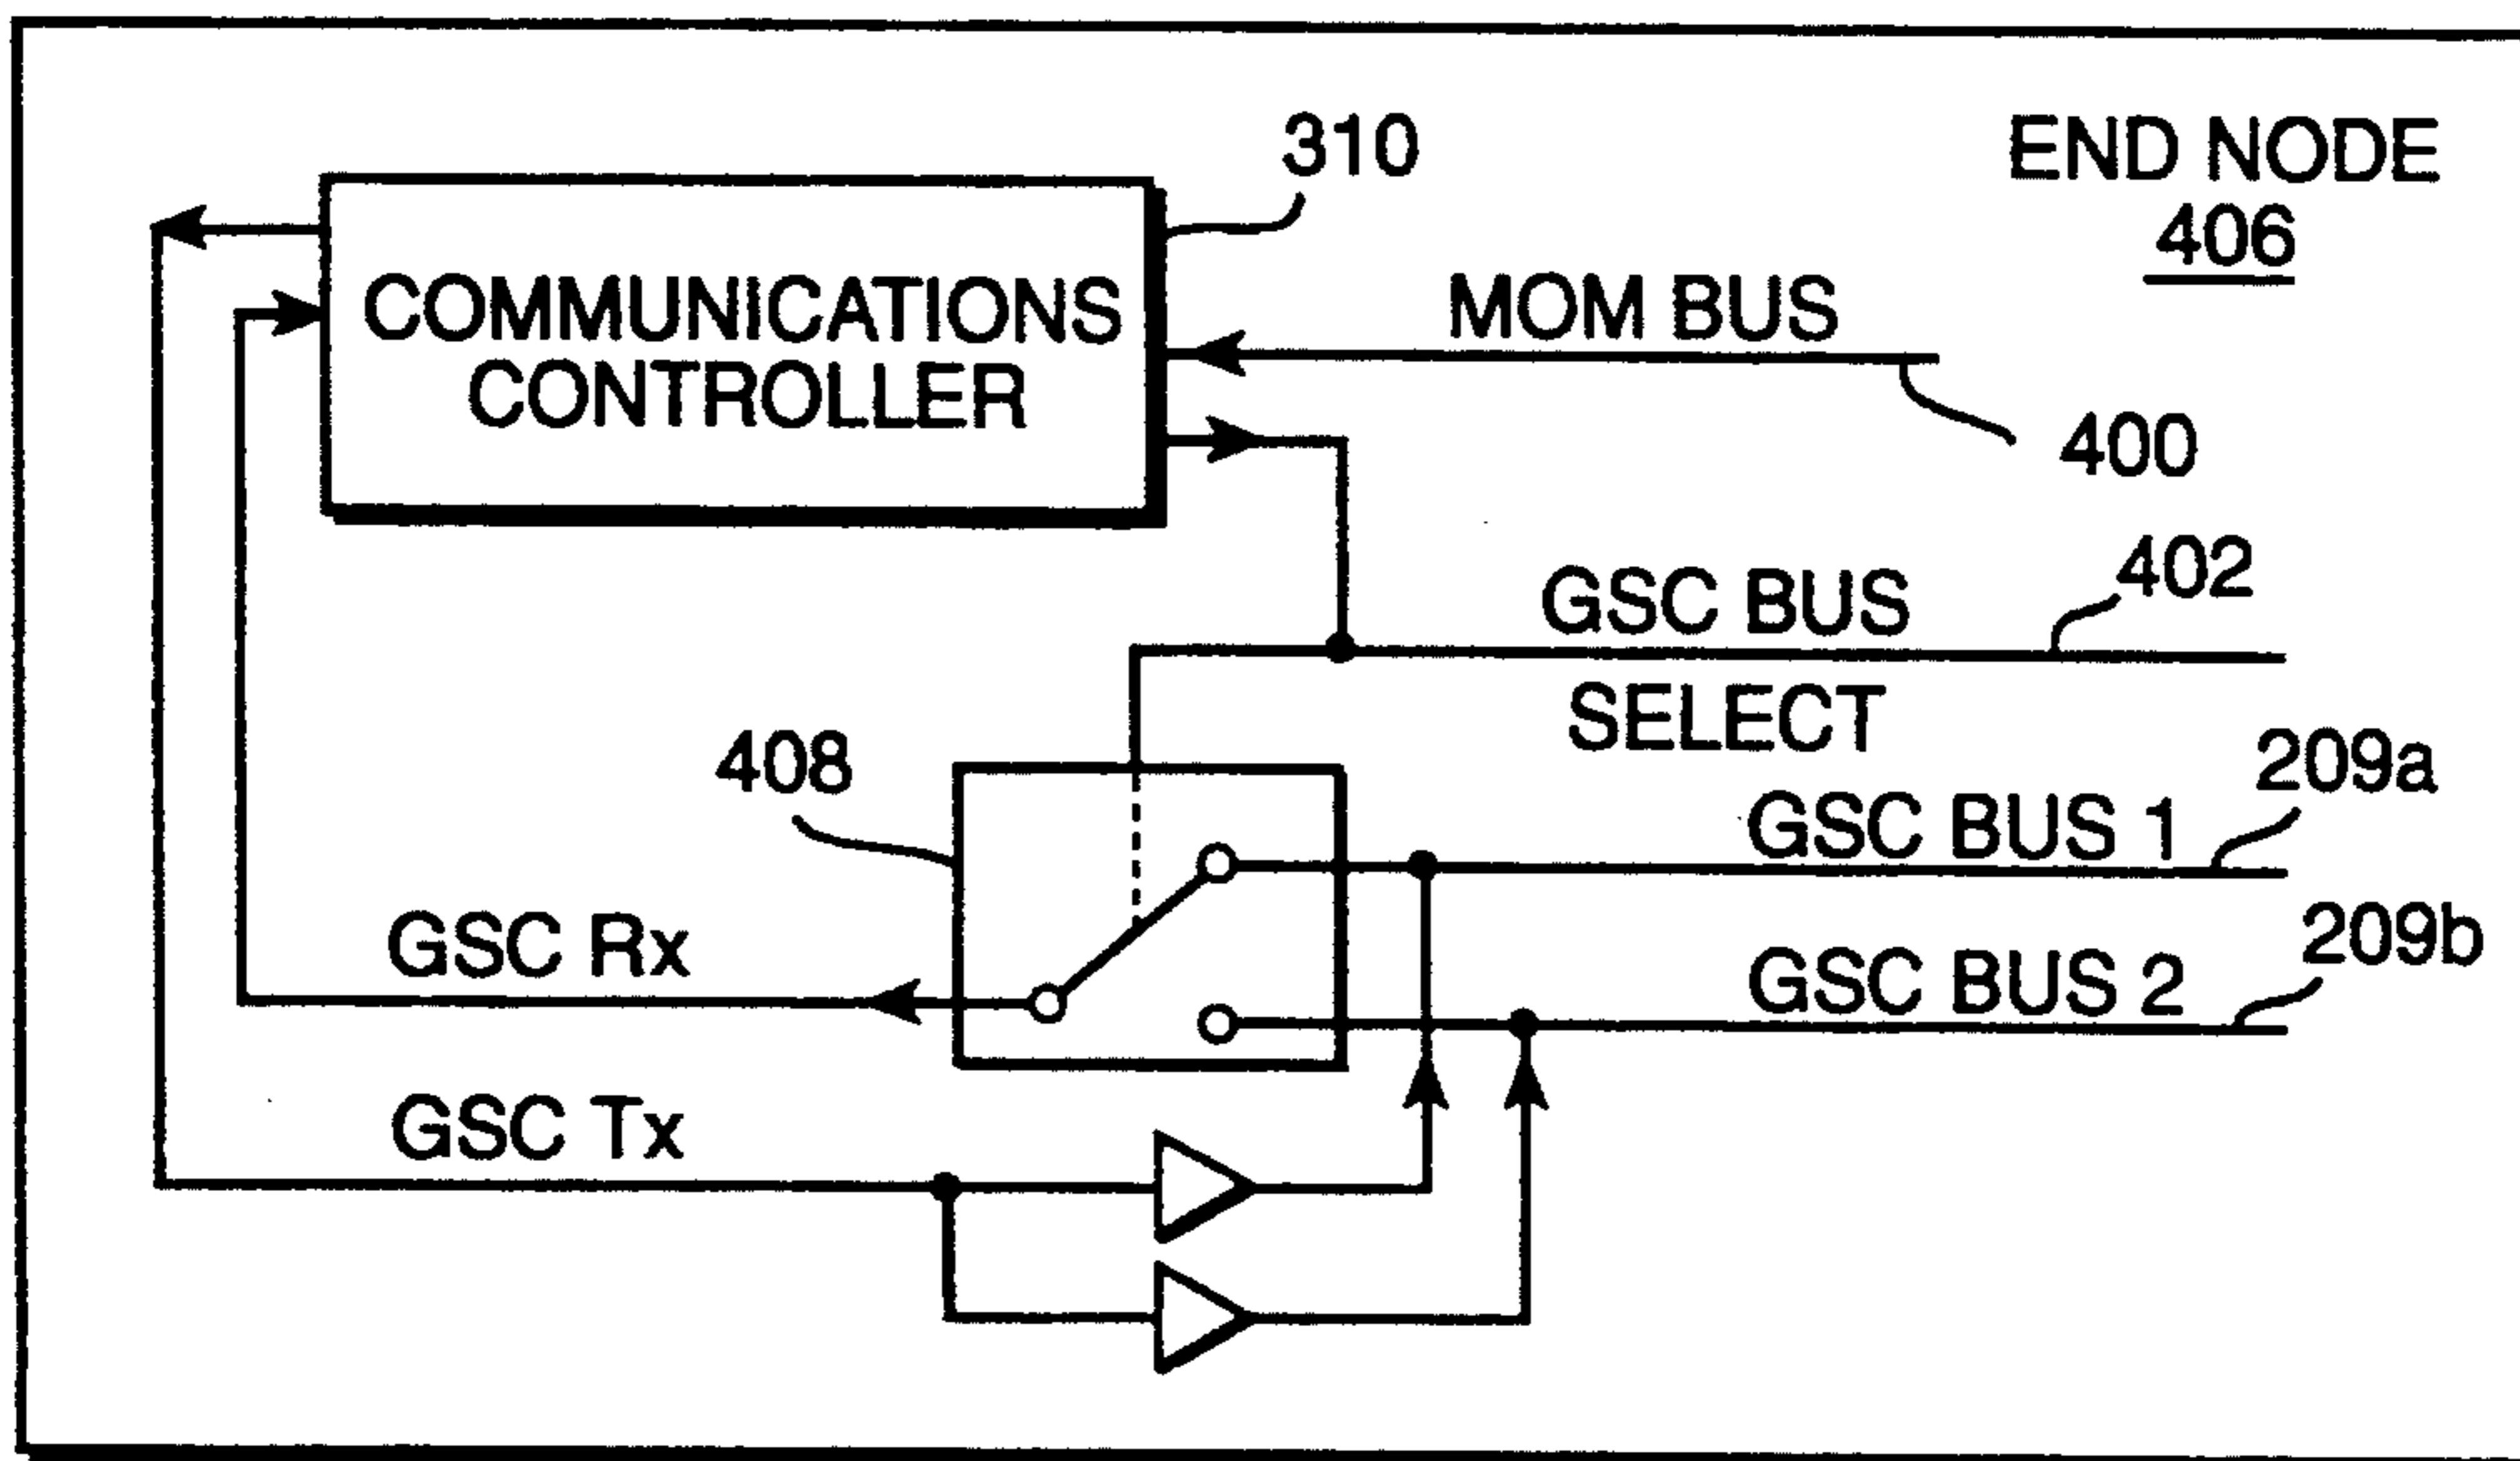 310
END NODE
406
COMMUNICATIONS
CONTROLLER
MOM BUS
400
402
GSC BUS
SELECT
408
209a
GSC BUS 1
209b
GSC Rx
GSC BUS 2
GSC Tx